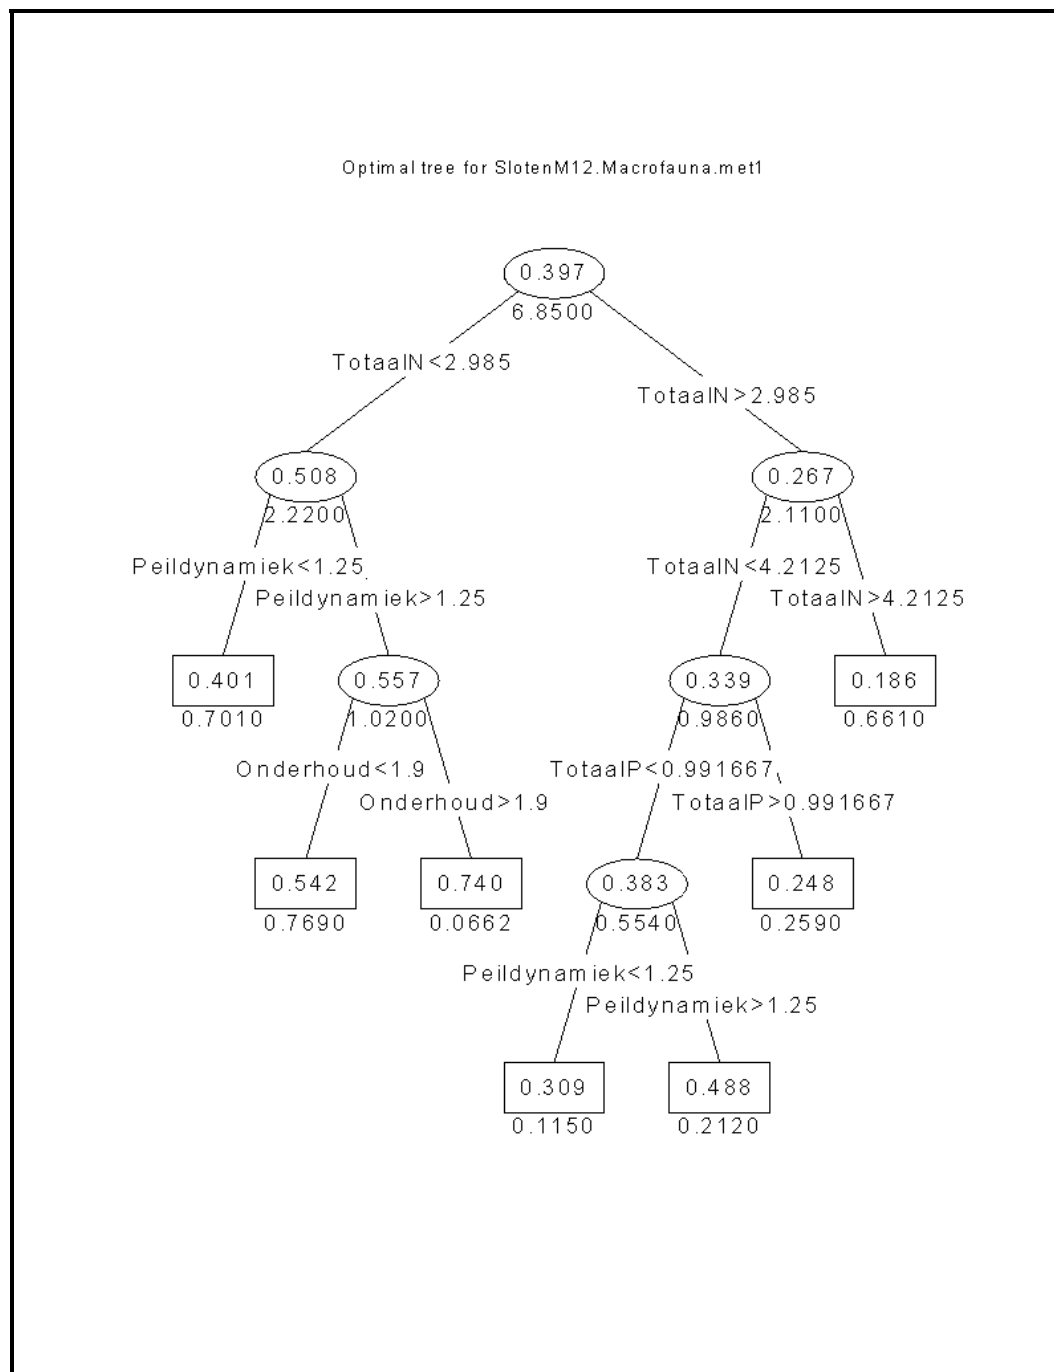 Optimal tree for SlotenM12.Macrofauna.met1
0.397
6.8500
TotaalN<2.985
TotaalN>2.985
0.508
2.2200
0.267
2.1100
Peildynamiek<1.25
Peildynamiek>1.25
TotaalN<4.2125
TotaalN>4.2125
0.401
0.7010
0.557
1.0200
0.339
0.9860
0.186
0.6610
Onderhoud<1.9
Onderhoud>1.9
TotaalP<0.991667
TotaalP>0.991667
0.542
0.7690
0.740
0.0662
0.383
0.5540
0.248
0.2590
Peildynamiek<1.25
Peildynamiek>1.25
0.309
0.1150
0.488
0.2120